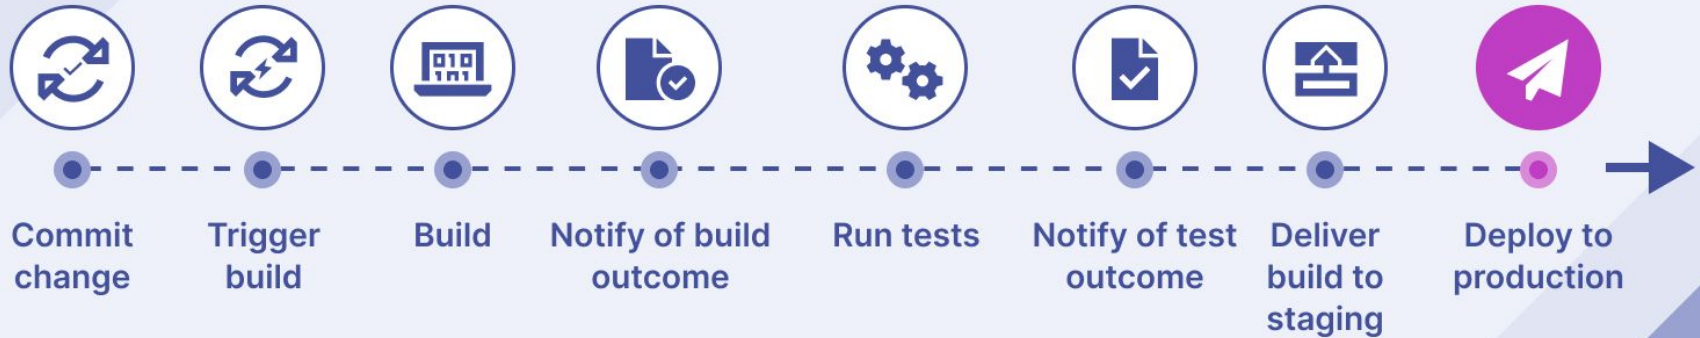 Commit
change
Trigger
build
Build
Notify of build
outcome
Run tests
Notify of test
outcome
Deliver
build to
staging
Deploy to
production